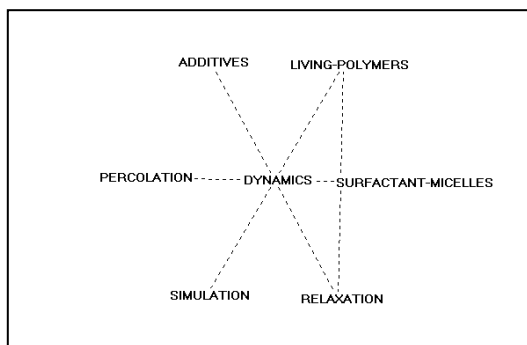 ADDITIVES LIVING-POLYMERS
PERCOLATION DYNAMICS SURFACTANT-MICELLES
SIMULATION RELAXATION